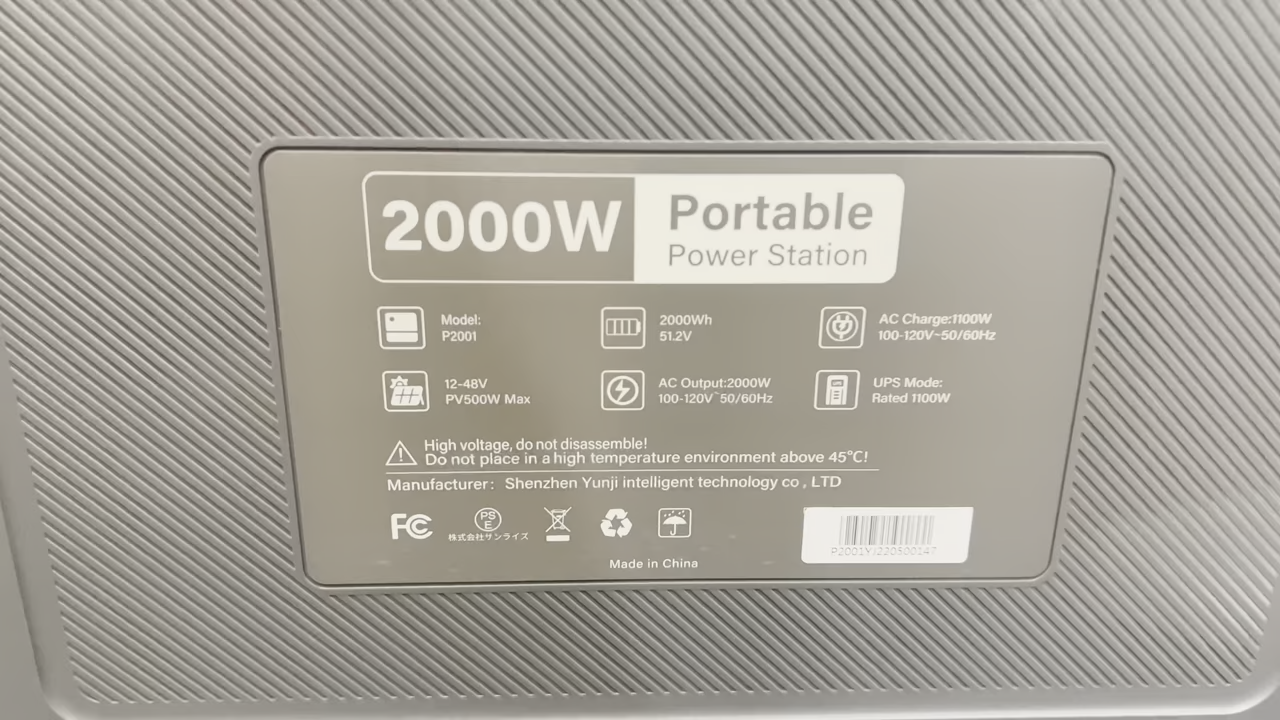 2000W
Portable
Power Station
Model:
P2001
2000Wh
51.2V
AC Charge:1100W
100-120V~50/60Hz
12-48V
PV500W Max
AC Output:2000W
100-120V~50/60Hz
UPS Mode:
Rated 1100W
High voltage, do not disassemble!
Do not place in a high temperature environment above 45℃!
Manufacturer: Shenzhen Yunji intelligent technology co , LTD
FC
PS
E
株式会社サンライズ
P2001YJ220500147
Made in China